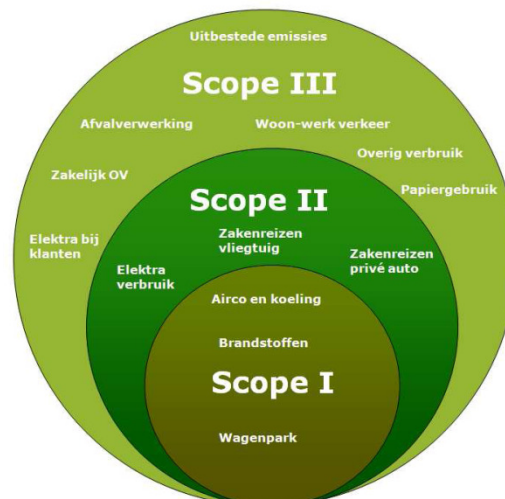 Uitbestede emissies
Scope III
Afvalverwerking
Woon-werk verkeer
Overig verbruik
Zakelijk OV
Papiergebruik
Scope II
Elektra bij
klanten
Zakenreizen
vliegtuig
Elektra
verbruik
Zakenreizen
privé auto
Airco en koeling
Brandstoffen
Scope I
Wagenpark